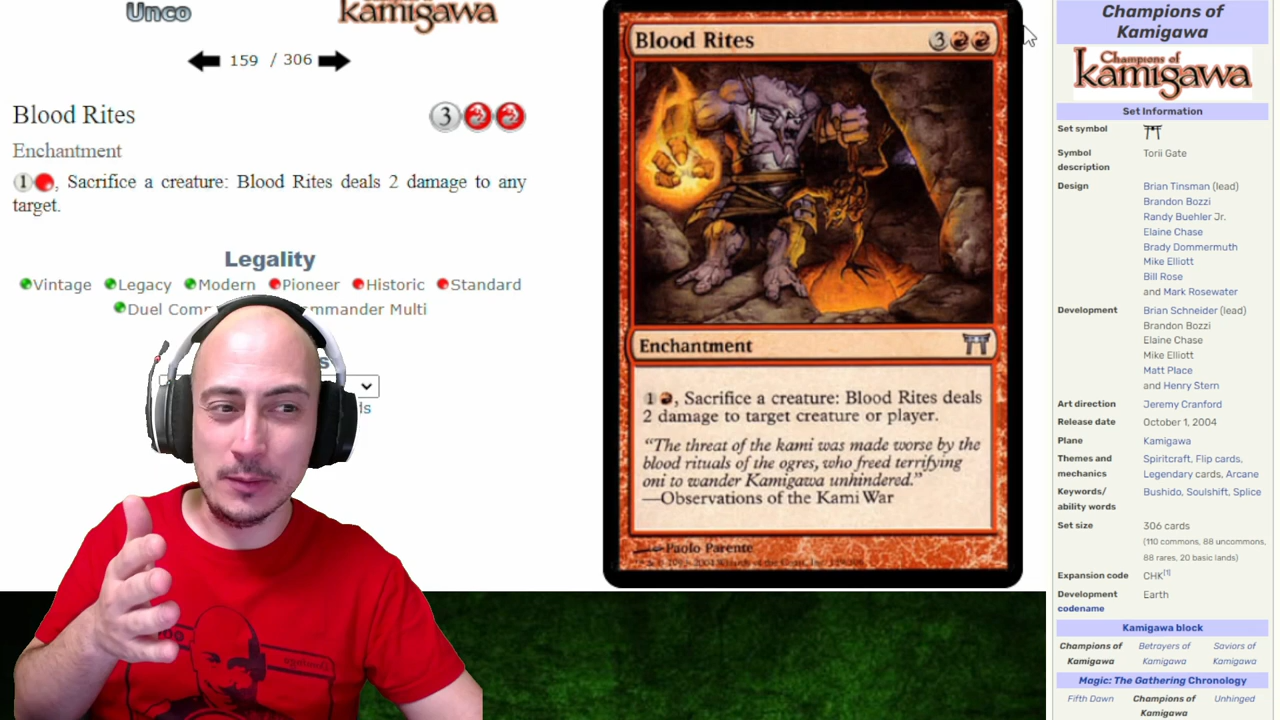 Unco
kamigawa
159 / 306
Blood Rites
3
Enchantment
1, Sacrifice a creature: Blood Rites deals 2 damage to any
target.
Legality
Vintage Legacy Modern Pioneer Historic Standard
Duel Comm mmander Multi
s
ds
Blood Rites 3
Enchantment
1, Sacrifice a creature: Blood Rites deals
2 damage to target creature or player.
"The threat of the kami was made worse by the
blood rituals of the ogres, who freed terrifying
oni to wander Kamigawa unhindered."
—Observations of the Kami War
Paolo Parente
Champions of
Kamigawa
Champions of
kamigawa
Set Information
Set symbol
Symbol Torii Gate
description
Design Brian Tinsman (lead)
Brandon Bozzi
Randy Buehler Jr.
Elaine Chase
Brady Dommermuth
Mike Elliott
Bill Rose
and Mark Rosewater
Development Brian Schneider (lead)
Brandon Bozzi
Elaine Chase
Mike Elliott
Matt Place
and Henry Stern
Art direction Jeremy Cranford
Release date October 1, 2004
Plane Kamigawa
Themes and Spiritcraft, Flip cards,
mechanics Legendary cards, Arcane
Keywords/ Bushido, Soulshift, Splice
ability words
Set size 306 cards
(110 commons, 88 uncommons,
88 rares, 20 basic lands)
Expansion code CHK[1]
Development Earth
codename
Kamigawa block
Champions of Betrayers of Saviors of
Kamigawa Kamigawa Kamigawa
Magic: The Gathering Chronology
Fifth Dawn Champions of Unhinged
Kamigawa